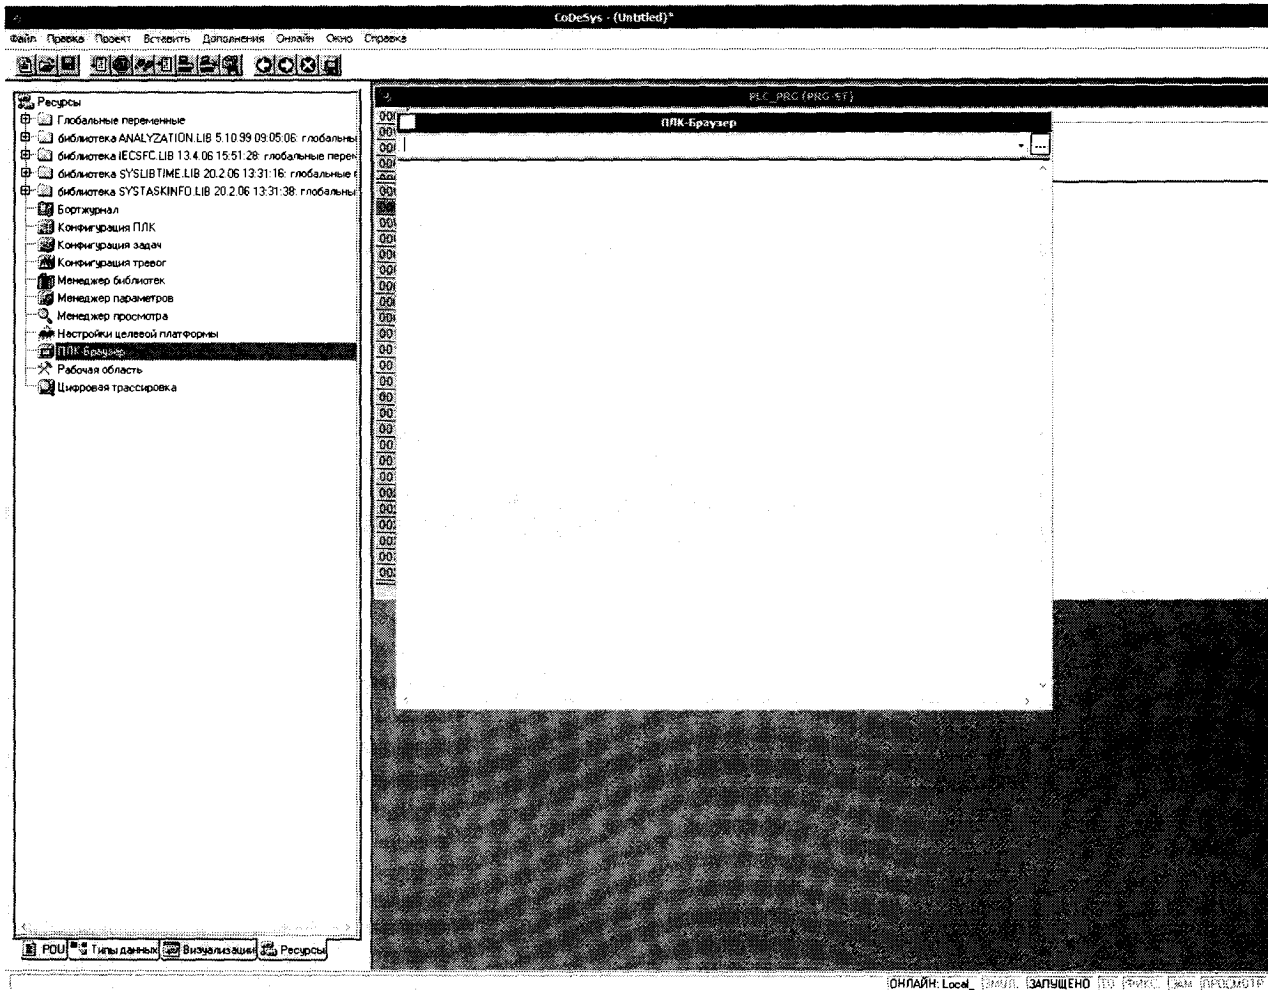 CoDeSys - (Untitled)*
Файл Правка Проект Вставить Дополнения Онлайн Окно Справка
Ресурсы
Глобальные переменные
библиотека ANALYZATION.LIB 5.10.99 09:05:06: глобальны
библиотека IECSFC.LIB 13.4.06 15:51:28: глобальные перем
библиотека SYSLIBTIME.LIB 20.2.06 13:31:16: глобальные
библиотека SYSTASKINFO.LIB 20.2.06 13:31:38: глобальны
Бортжурнал
Конфигурация ПЛК
Конфигурация задач
Конфигурация тревог
Менеджер библиотек
Менеджер параметров
Менеджер просмотра
Настройки целевой платформы
ПЛК-Браузер
Рабочая область
Цифровая трассировка
PLC_PRG (PRG-ST)
ПЛК-Браузер
...
POU Типы данных Визуализации Ресурсы
ОНЛАЙН: Local_ ЭМУЛ. ЗАПУЩЕНО TO ФИКС. ЗАМ ПРОСМОТР